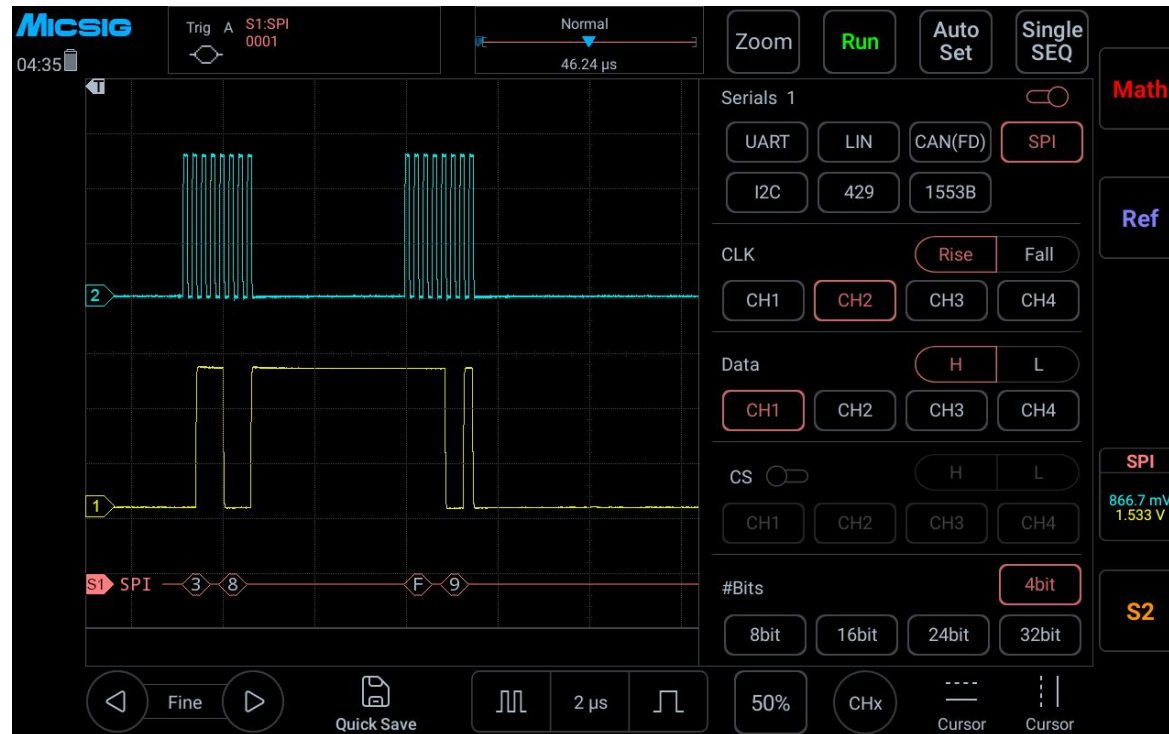 Micsig
04:35
Trig A S1:SPI
0001
Normal
46.24 µs
Zoom
Run
Auto Set
Single SEQ
T
2
1
S1 SPI 3 8 F 9
Serials 1
UART LIN CAN(FD) SPI
I2C 429 1553B
CLK Rise Fall
CH1 CH2 CH3 CH4
Data H L
CH1 CH2 CH3 CH4
CS H L
CH1 CH2 CH3 CH4
#Bits 4bit
8bit 16bit 24bit 32bit
Math
Ref
SPI
866.7 mV
1.533 V
S2
Fine
Quick Save
2 µs
50%
CHx
Cursor
Cursor